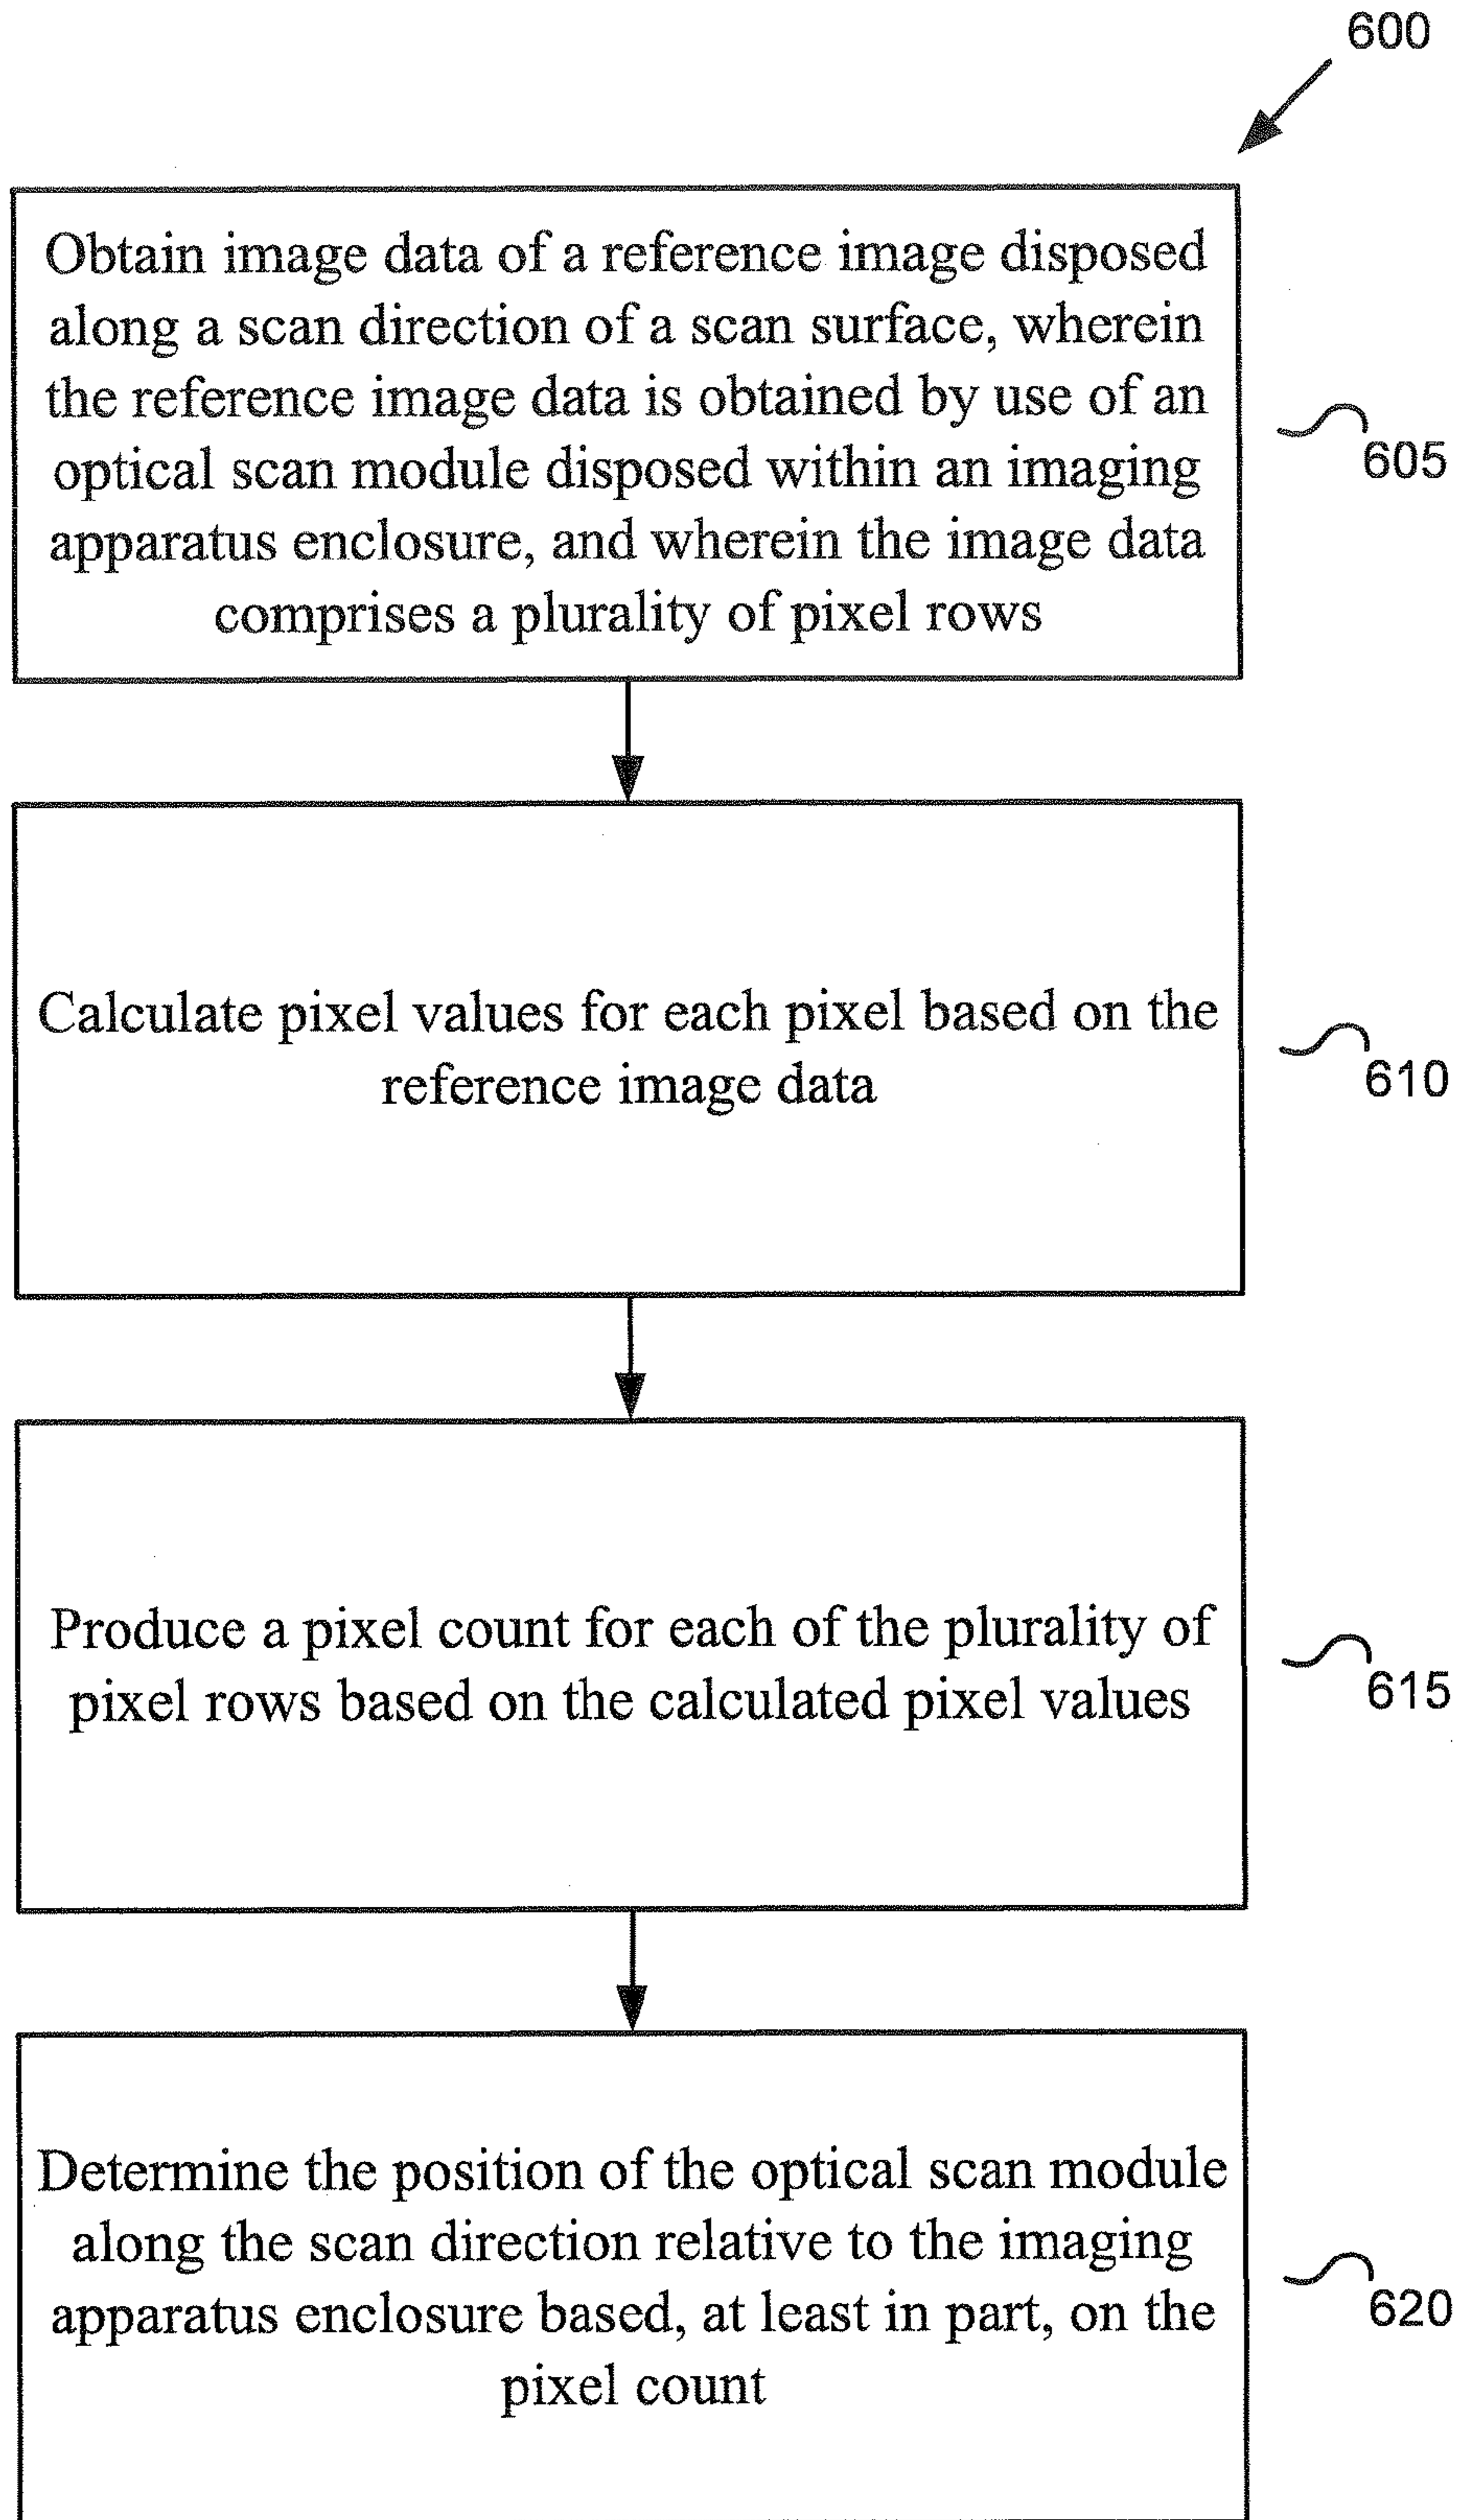 600
Obtain image data of a reference image disposed
along a scan direction of a scan surface, wherein
the reference image data is obtained by use of an
optical scan module disposed within an imaging
apparatus enclosure, and wherein the image data
comprises a plurality of pixel rows
605
Calculate pixel values for each pixel based on the
reference image data
610
Produce a pixel count for each of the plurality of
pixel rows based on the calculated pixel values
615
Determine the position of the optical scan module
along the scan direction relative to the imaging
apparatus enclosure based, at least in part, on the
pixel count
620